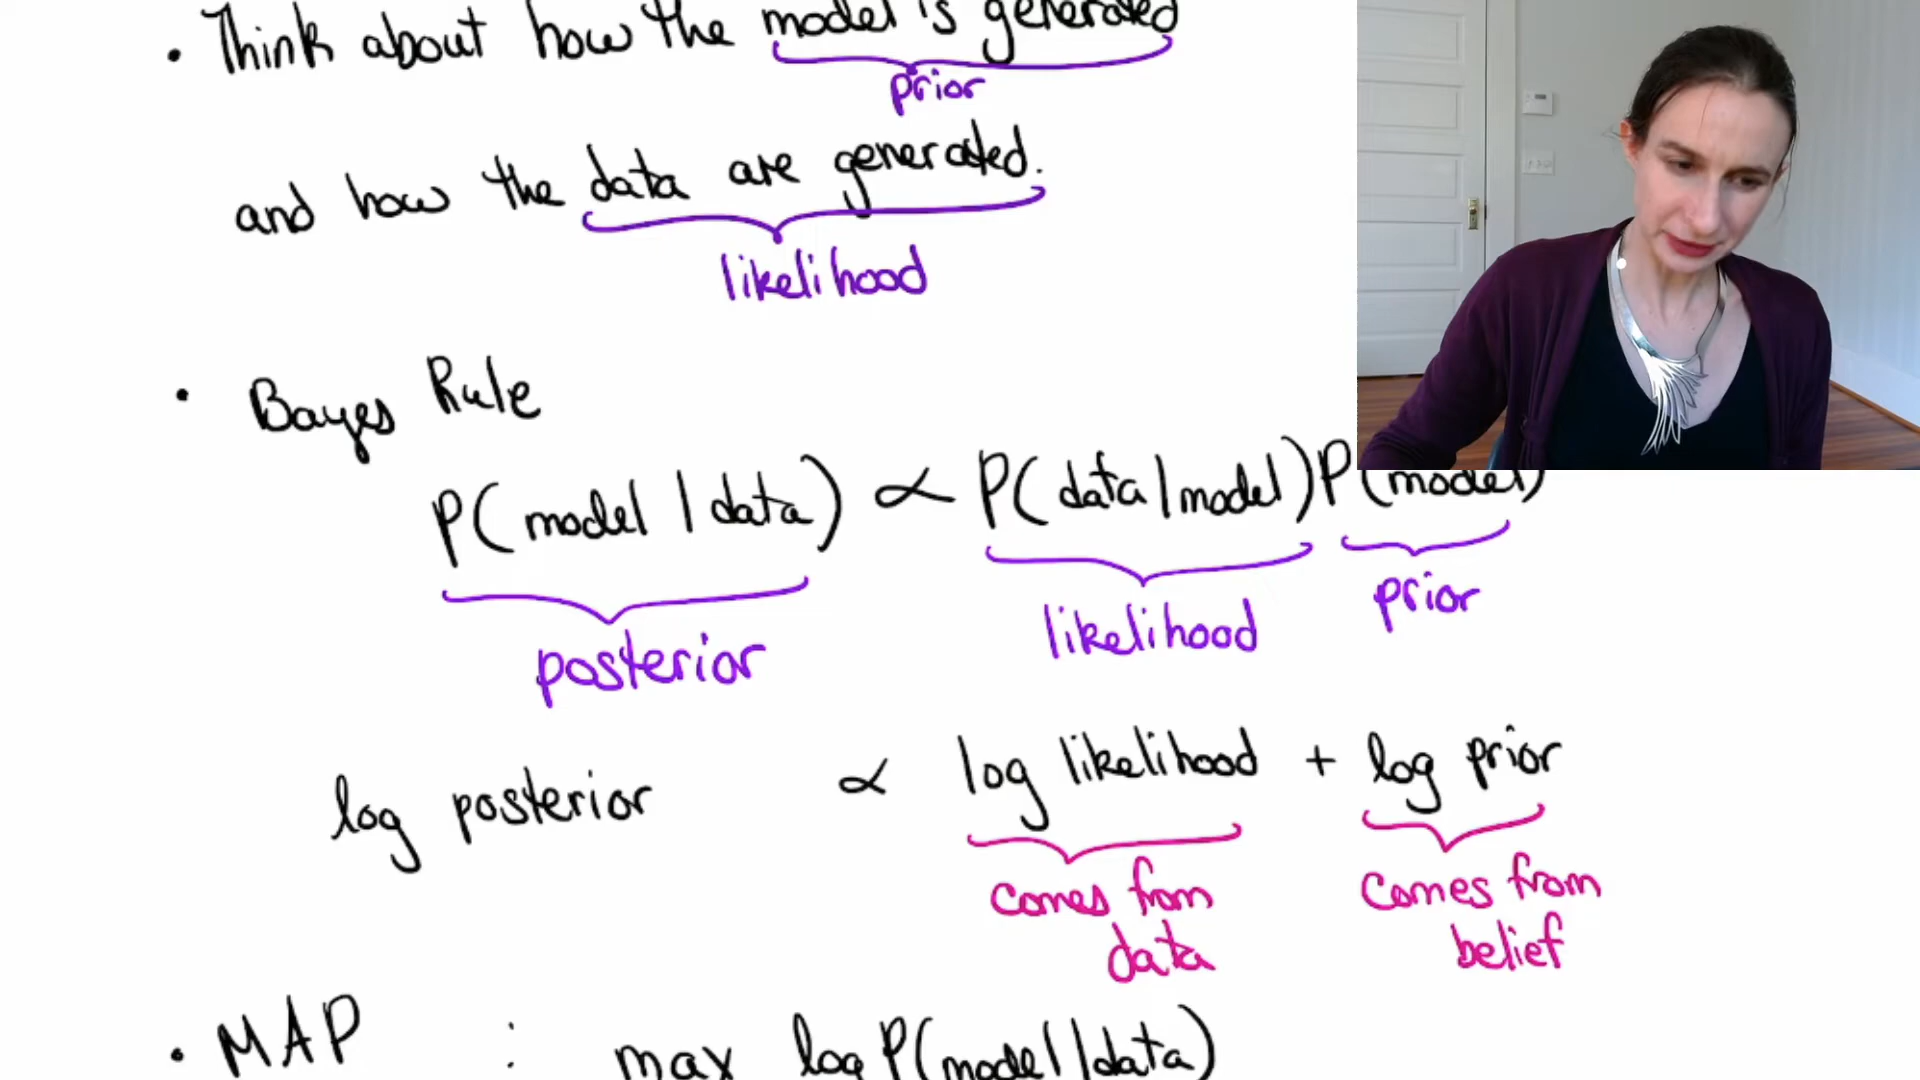 • Think about how the model is generated
prior
and how the data are generated.
likelihood
• Bayes Rule
P(model | data) ∝ P(data | model) P(model)
posterior likelihood prior
log posterior ∝ log likelihood + log prior
comes from data comes from belief
• MAP : max log P(model | data)